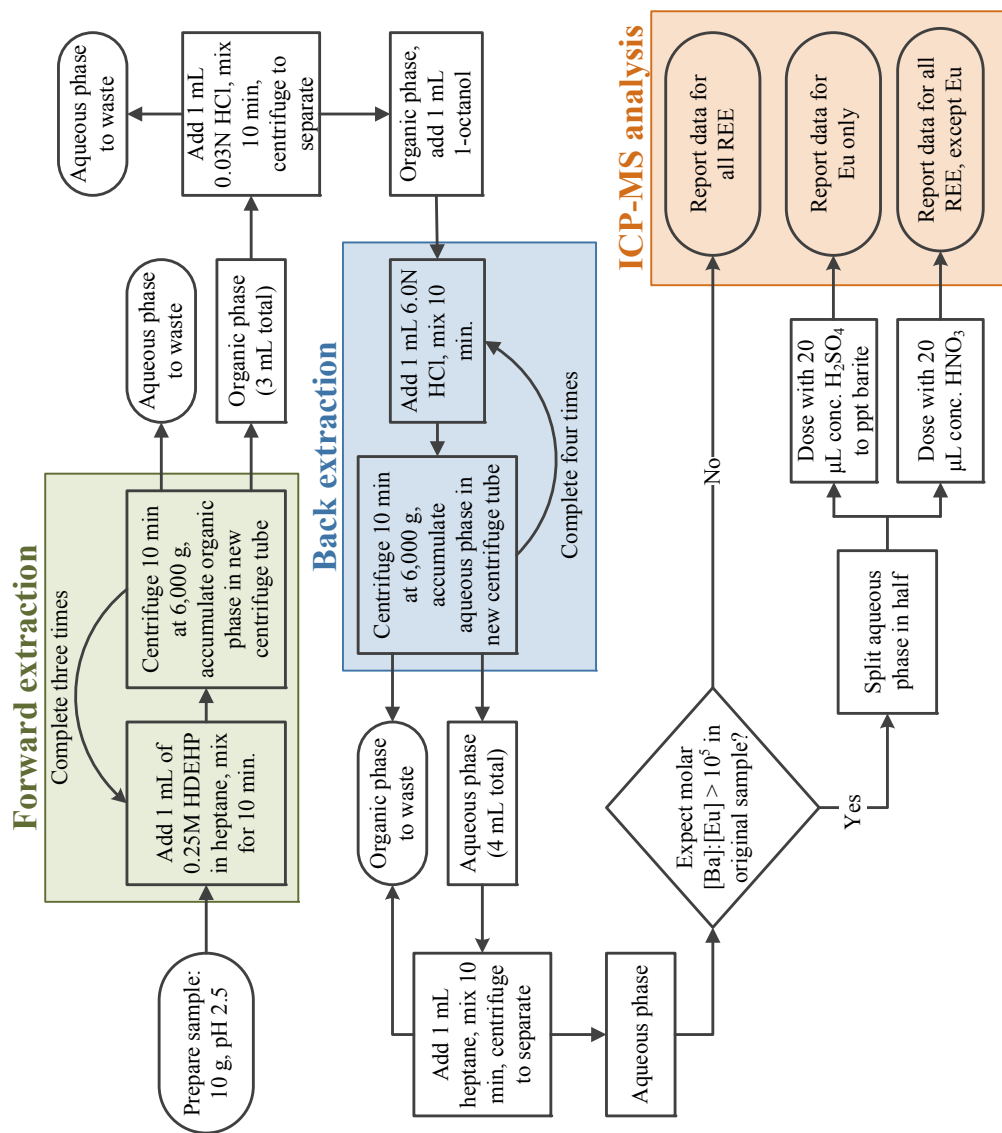 Forward extraction
Complete three times
Prepare sample:
10 g, pH 2.5
Add 1 mL of
0.25M HDEHP
in heptane, mix
for 10 min.
Centrifuge 10 min
at 6,000 g,
accumulate organic
phase in new
centrifuge tube
Aqueous phase
to waste
Organic phase
(3 mL total)
Add 1 mL
0.03N HCl, mix
10 min,
centrifuge to
separate
Aqueous phase
to waste
Organic phase,
add 1 mL
1-octanol
Back extraction
Add 1 mL 6.0N
HCl, mix 10
min.
Centrifuge 10 min
at 6,000 g,
accumulate
aqueous phase in
new centrifuge tube
Complete four times
Organic phase
to waste
Aqueous phase
(4 mL total)
Add 1 mL
heptane, mix 10
min, centrifuge
to separate
Aqueous phase
Expect molar
[Ba]:[Eu] > 10⁵ in
original sample?
No
Yes
Split aqueous
phase in half
Dose with 20
μL conc. H₂SO₄
to ppt barite
Dose with 20
μL conc. HNO₃
ICP-MS analysis
Report data for
all REE
Report data for
Eu only
Report data for all
REE, except Eu